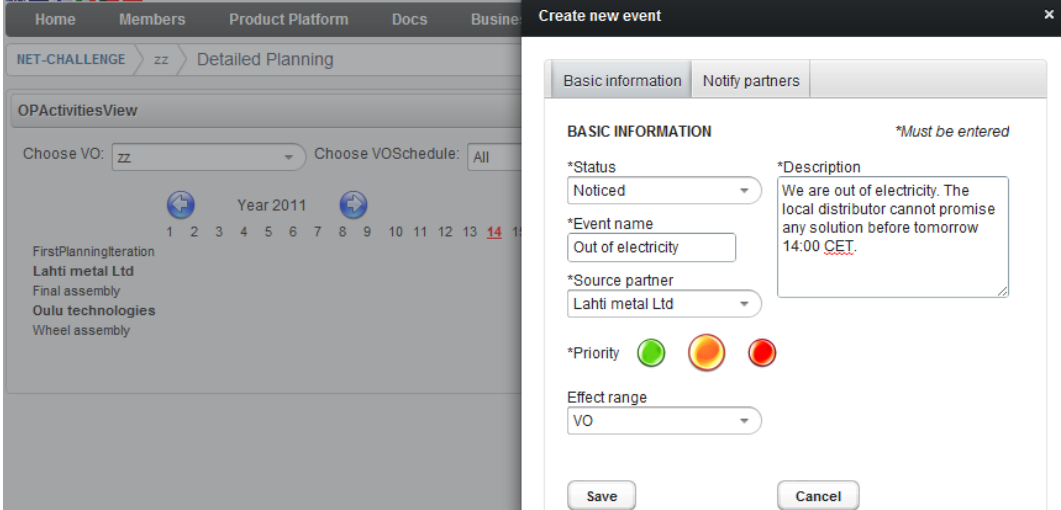 Home Members Product Platform Docs
NET-CHALLENGE zz Detailed Planning
OPActivitiesView
Choose VO: zz Choose VOSchedule: All
Year 2011
1 2 3 4 5 6 7 8 9 10 11 12 13 14
FirstPlanningIteration
Lahti metal Ltd
Final assembly
Oulu technologies
Wheel assembly
Create new event ×
Basic information Notify partners
BASIC INFORMATION *Must be entered
*Status
Noticed
*Event name
Out of electricity
*Source partner
Lahti metal Ltd
*Priority
Effect range
VO
*Description
We are out of electricity. The
local distributor cannot promise
any solution before tomorrow
14:00 CET.
Save Cancel